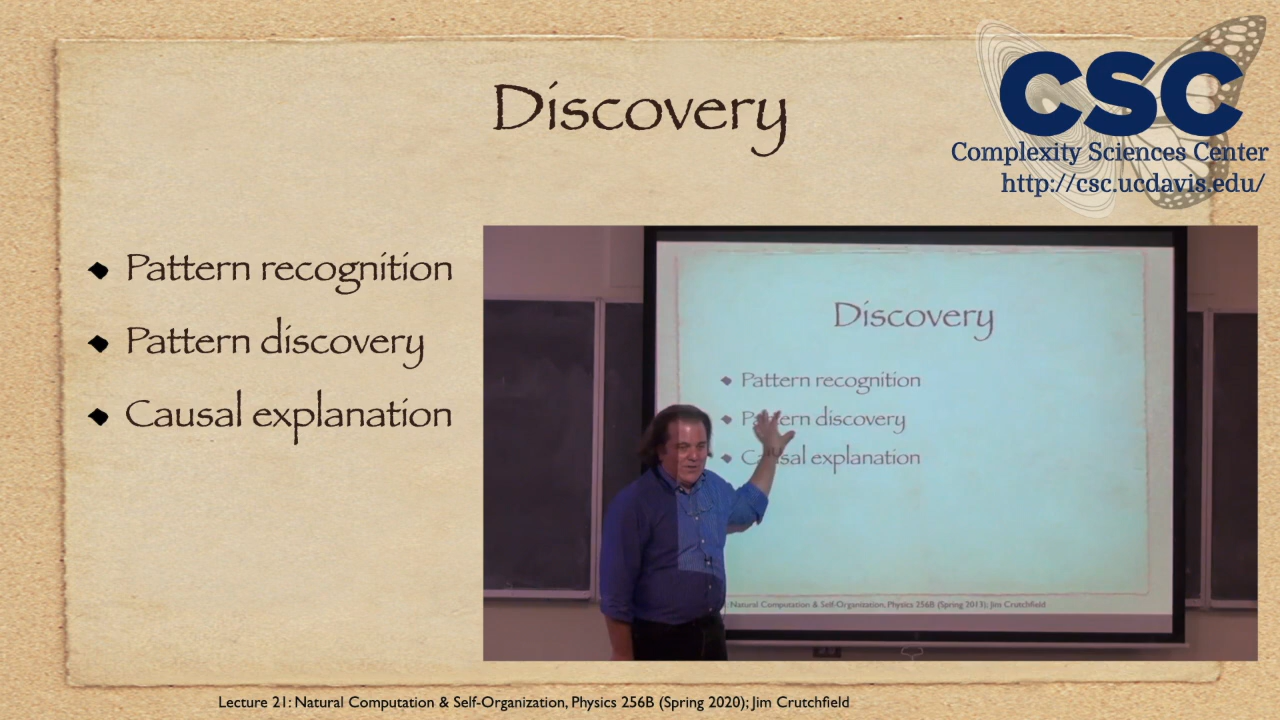 Discovery
CSC
Complexity Sciences Center
http://csc.ucdavis.edu/
Pattern recognition
Pattern discovery
Causal explanation
Discovery
Pattern recognition
Pattern discovery
Causal explanation
Natural Computation & Self-Organization, Physics 256B (Spring 2013); Jim Crutchfield
Lecture 21: Natural Computation & Self-Organization, Physics 256B (Spring 2020); Jim Crutchfield